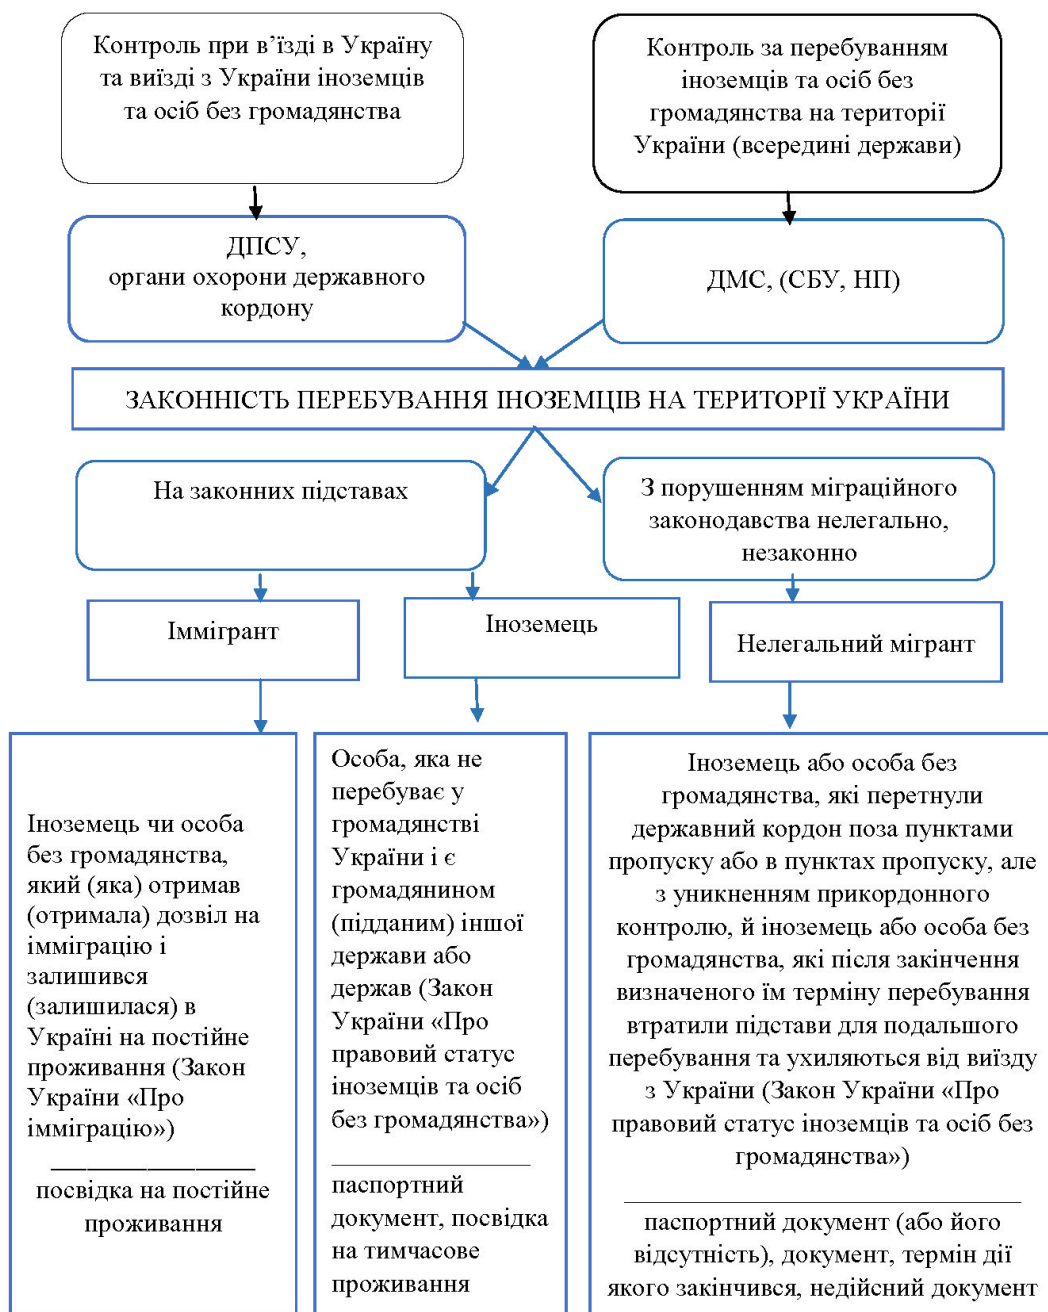 Контроль при в’їзді в Україну
та виїзді з України іноземців
та осіб без громадянства
Контроль за перебуванням
іноземців та осіб без
громадянства на території
України (всередині держави)
ДПСУ,
органи охорони державного
кордону
ДМС, (СБУ, НП)
ЗАКОННІСТЬ ПЕРЕБУВАННЯ ІНОЗЕМЦІВ НА ТЕРИТОРІЇ УКРАЇНИ
На законних підставах
З порушенням міграційного
законодавства нелегально,
незаконно
Іммігрант
Іноземець
Нелегальний мігрант
Іноземець чи особа
без громадянства,
який (яка) отримав
(отримала) дозвіл на
імміграцію і
залишився
(залишилася) в
Україні на постійне
проживання (Закон
України «Про
імміграцію»)
посвідка на постійне
проживання
Особа, яка не
перебуває у
громадянстві
України і є
громадянином
(підданим) іншої
держави або
держав (Закон
України «Про
правовий статус
іноземців та осіб
без громадянства»)
паспортний
документ, посвідка
на тимчасове
проживання
Іноземець або особа без
громадянства, які перетнули
державний кордон поза пунктами
пропуску або в пунктах пропуску, але
з уникненням прикордонного
контролю, й іноземець або особа без
громадянства, які після закінчення
визначеного їм терміну перебування
втратили підстави для подальшого
перебування та ухиляються від виїзду
з України (Закон України «Про
правовий статус іноземців та осіб без
громадянства»)
паспортний документ (або його
відсутність), документ, термін дії
якого закінчився, недійсний документ